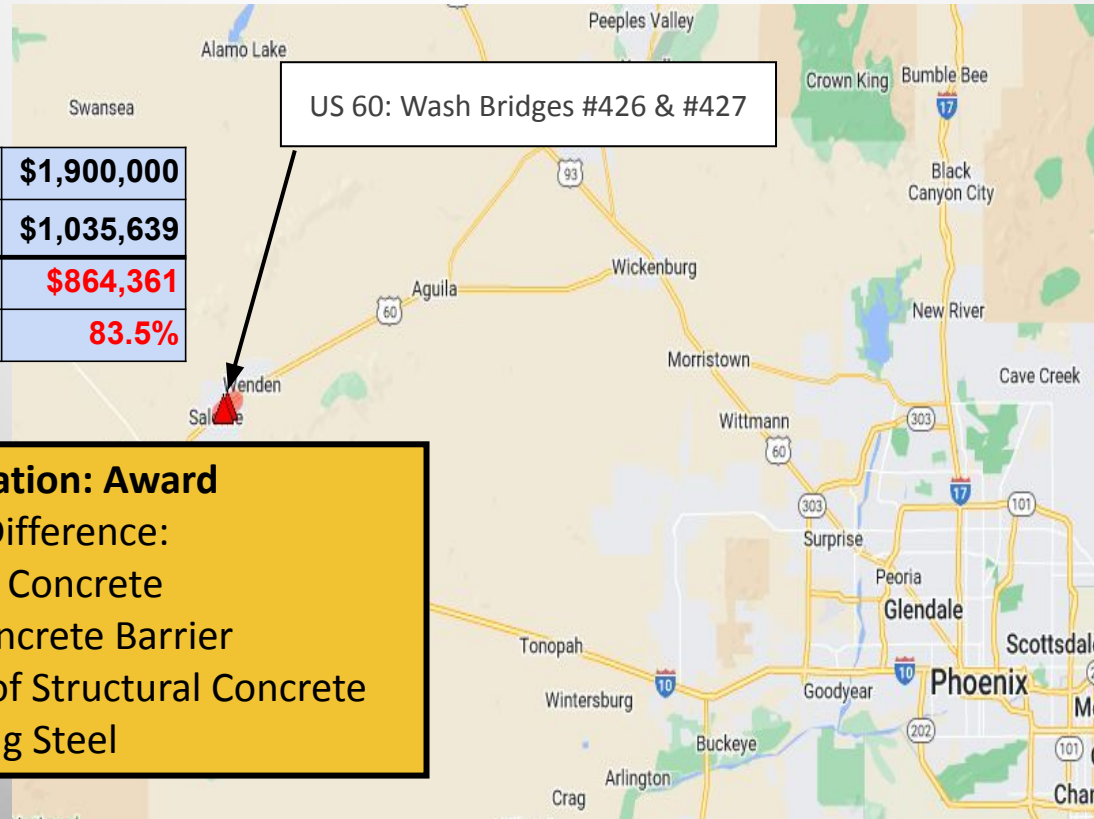 Peeples Valley
Alamo Lake
Crown King
Bumble Bee
Swansea
US 60: Wash Bridges #426 & #427
17
$1,900,000
93
Black
Canyon City
$1,035,639
$864,361
Wickenburg
Aguila
60
New River
83.5%
Morristown
Wenden
Cave Creek
Wittmann
303
60
ation: Award
17
101
303
Difference:
Surprise
Concrete
Peoria
Glendale
ncrete Barrier
Scottsdal
Tonopah
of Structural Concrete
10
10
Phoenix
Wintersburg
Goodyear
g Steel
202
Buckeye
101
Arlington
Crag
Char